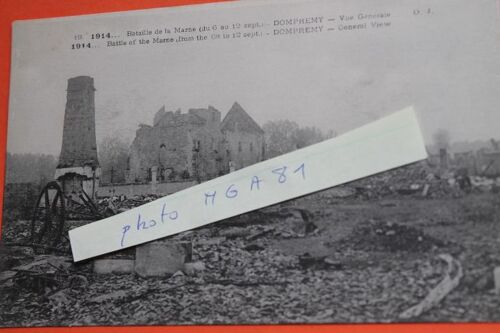 19 1914... Bataille de la Marne (du 6 au 12 sept.).. DOMPREMY — Vue Générale O. J.
1914... Battle of the Marne (from the 6th to 12 sept.).. DOMPREMY — General View
photo MGA 81